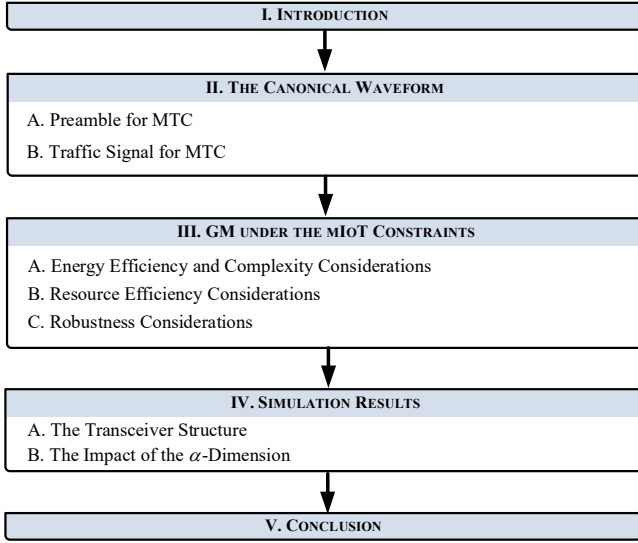 I. INTRODUCTION
II. THE CANONICAL WAVEFORM
A. Preamble for MTC
B. Traffic Signal for MTC
III. GM UNDER THE MIOT CONSTRAINTS
A. Energy Efficiency and Complexity Considerations
B. Resource Efficiency Considerations
C. Robustness Considerations
IV. SIMULATION RESULTS
A. The Transceiver Structure
B. The Impact of the α-Dimension
V. CONCLUSION